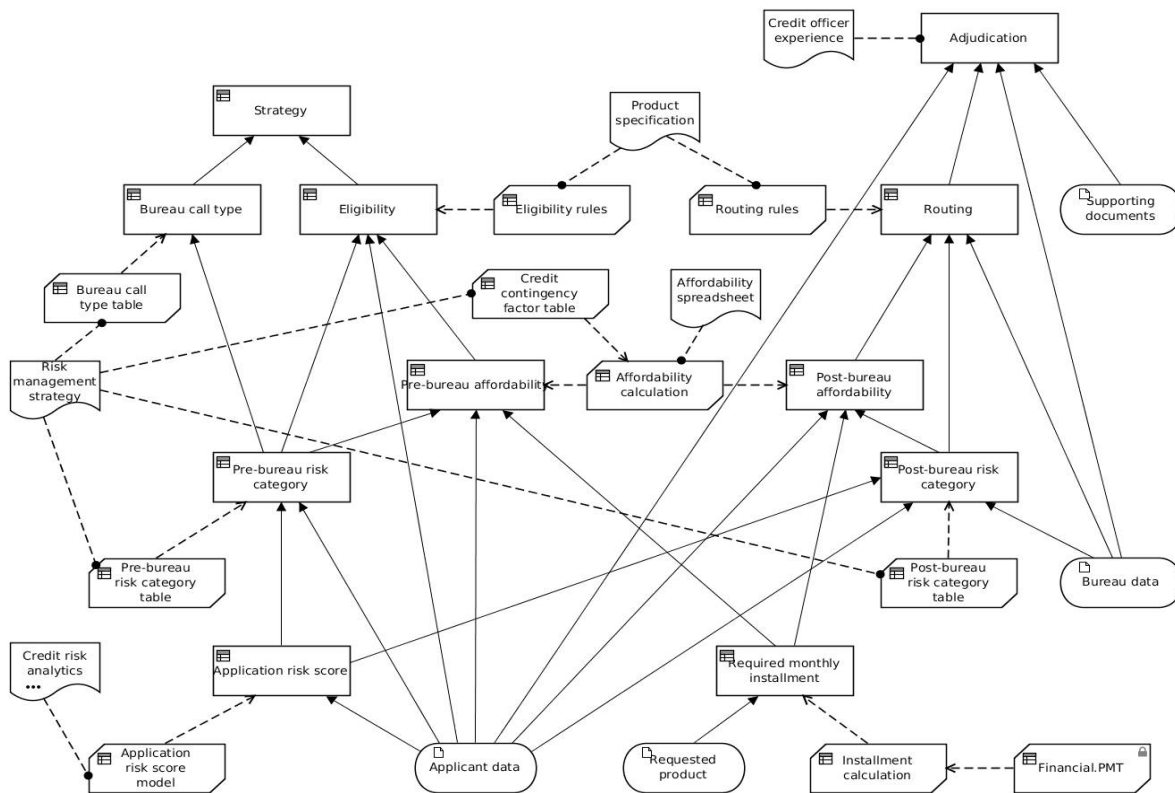 Credit officer
experience
Adjudication
Strategy
Product
specification
Bureau call type
Eligibility
Eligibility rules
Routing rules
Routing
Supporting
documents
Bureau call
type table
Credit
contingency
factor table
Affordability
spreadsheet
Risk
management
strategy
Pre-bureau affordability
Affordability
calculation
Post-bureau
affordability
Pre-bureau risk
category
Post-bureau risk
category
Pre-bureau
risk category
table
Post-bureau
risk category
table
Bureau data
Credit risk
analytics
Application risk score
Required monthly
installment
Application
risk score
model
Applicant data
Requested
product
Installment
calculation
Financial.PMT